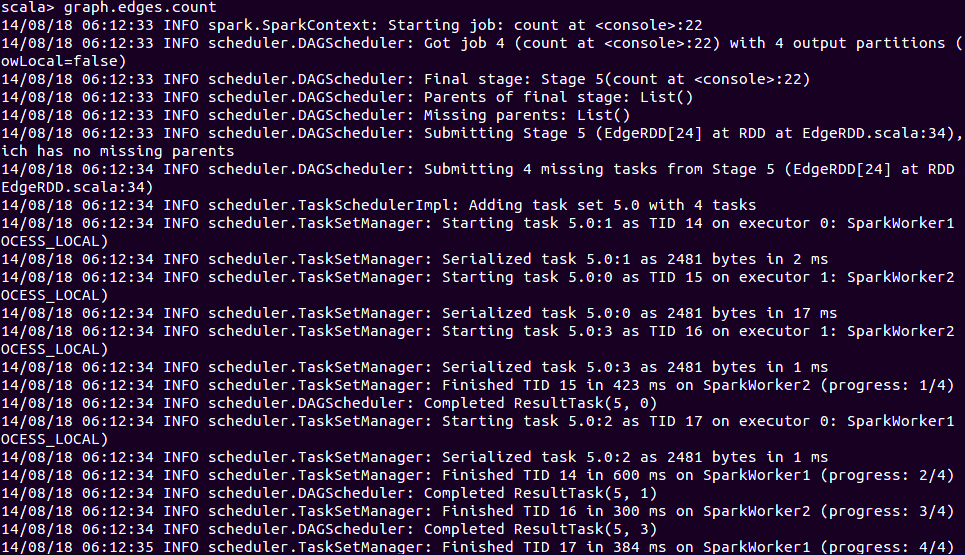 scala> graph.edges.count
14/08/18 06:12:33 INFO spark.SparkContext: Starting job: count at <console>:22
14/08/18 06:12:33 INFO scheduler.DAGScheduler: Got job 4 (count at <console>:22) with 4 output partitions (
owLocal=false)
14/08/18 06:12:33 INFO scheduler.DAGScheduler: Final stage: Stage 5(count at <console>:22)
14/08/18 06:12:33 INFO scheduler.DAGScheduler: Parents of final stage: List()
14/08/18 06:12:33 INFO scheduler.DAGScheduler: Missing parents: List()
14/08/18 06:12:33 INFO scheduler.DAGScheduler: Submitting Stage 5 (EdgeRDD[24] at RDD at EdgeRDD.scala:34),
ich has no missing parents
14/08/18 06:12:34 INFO scheduler.DAGScheduler: Submitting 4 missing tasks from Stage 5 (EdgeRDD[24] at RDD
EdgeRDD.scala:34)
14/08/18 06:12:34 INFO scheduler.TaskSchedulerImpl: Adding task set 5.0 with 4 tasks
14/08/18 06:12:34 INFO scheduler.TaskSetManager: Starting task 5.0:1 as TID 14 on executor 0: SparkWorker1
OCESS_LOCAL)
14/08/18 06:12:34 INFO scheduler.TaskSetManager: Serialized task 5.0:1 as 2481 bytes in 2 ms
14/08/18 06:12:34 INFO scheduler.TaskSetManager: Starting task 5.0:0 as TID 15 on executor 1: SparkWorker2
OCESS_LOCAL)
14/08/18 06:12:34 INFO scheduler.TaskSetManager: Serialized task 5.0:0 as 2481 bytes in 17 ms
14/08/18 06:12:34 INFO scheduler.TaskSetManager: Starting task 5.0:3 as TID 16 on executor 1: SparkWorker2
OCESS_LOCAL)
14/08/18 06:12:34 INFO scheduler.TaskSetManager: Serialized task 5.0:3 as 2481 bytes in 1 ms
14/08/18 06:12:34 INFO scheduler.TaskSetManager: Finished TID 15 in 423 ms on SparkWorker2 (progress: 1/4)
14/08/18 06:12:34 INFO scheduler.DAGScheduler: Completed ResultTask(5, 0)
14/08/18 06:12:34 INFO scheduler.TaskSetManager: Starting task 5.0:2 as TID 17 on executor 0: SparkWorker1
OCESS_LOCAL)
14/08/18 06:12:34 INFO scheduler.TaskSetManager: Serialized task 5.0:2 as 2481 bytes in 1 ms
14/08/18 06:12:34 INFO scheduler.TaskSetManager: Finished TID 14 in 600 ms on SparkWorker1 (progress: 2/4)
14/08/18 06:12:34 INFO scheduler.DAGScheduler: Completed ResultTask(5, 1)
14/08/18 06:12:34 INFO scheduler.TaskSetManager: Finished TID 16 in 300 ms on SparkWorker2 (progress: 3/4)
14/08/18 06:12:34 INFO scheduler.DAGScheduler: Completed ResultTask(5, 3)
14/08/18 06:12:35 INFO scheduler.TaskSetManager: Finished TID 17 in 384 ms on SparkWorker1 (progress: 4/4)